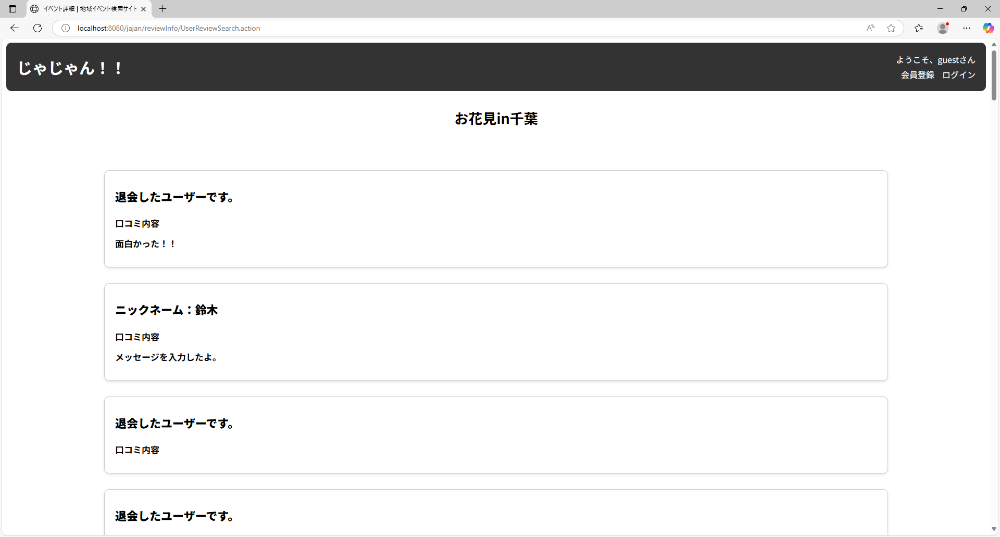 イベント詳細 | 地域イベント検索サイト
localhost:8080/jajan/reviewInfo/UserReviewSearch.action
じゃじゃん！！
ようこそ、guestさん
会員登録 ログイン
お花見in千葉
退会したユーザーです。
口コミ内容
面白かった！！
ニックネーム：鈴木
口コミ内容
メッセージを入力したよ。
退会したユーザーです。
口コミ内容
退会したユーザーです。